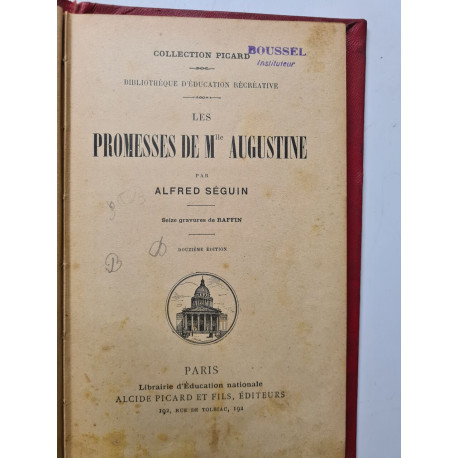 COLLECTION PICARD
BOUSSEL
Instituteur
BIBLIOTHÈQUE D'ÉDUCATION RÉCRÉATIVE
LES
PROMESSES DE Mlle AUGUSTINE
PAR
ALFRED SÉGUIN
Seize gravures de RAFFIN
DOUZIÈME ÉDITION
PARIS
Librairie d'Éducation nationale
ALCIDE PICARD ET FILS, ÉDITEURS
192, RUE DE TOLBIAC, 192